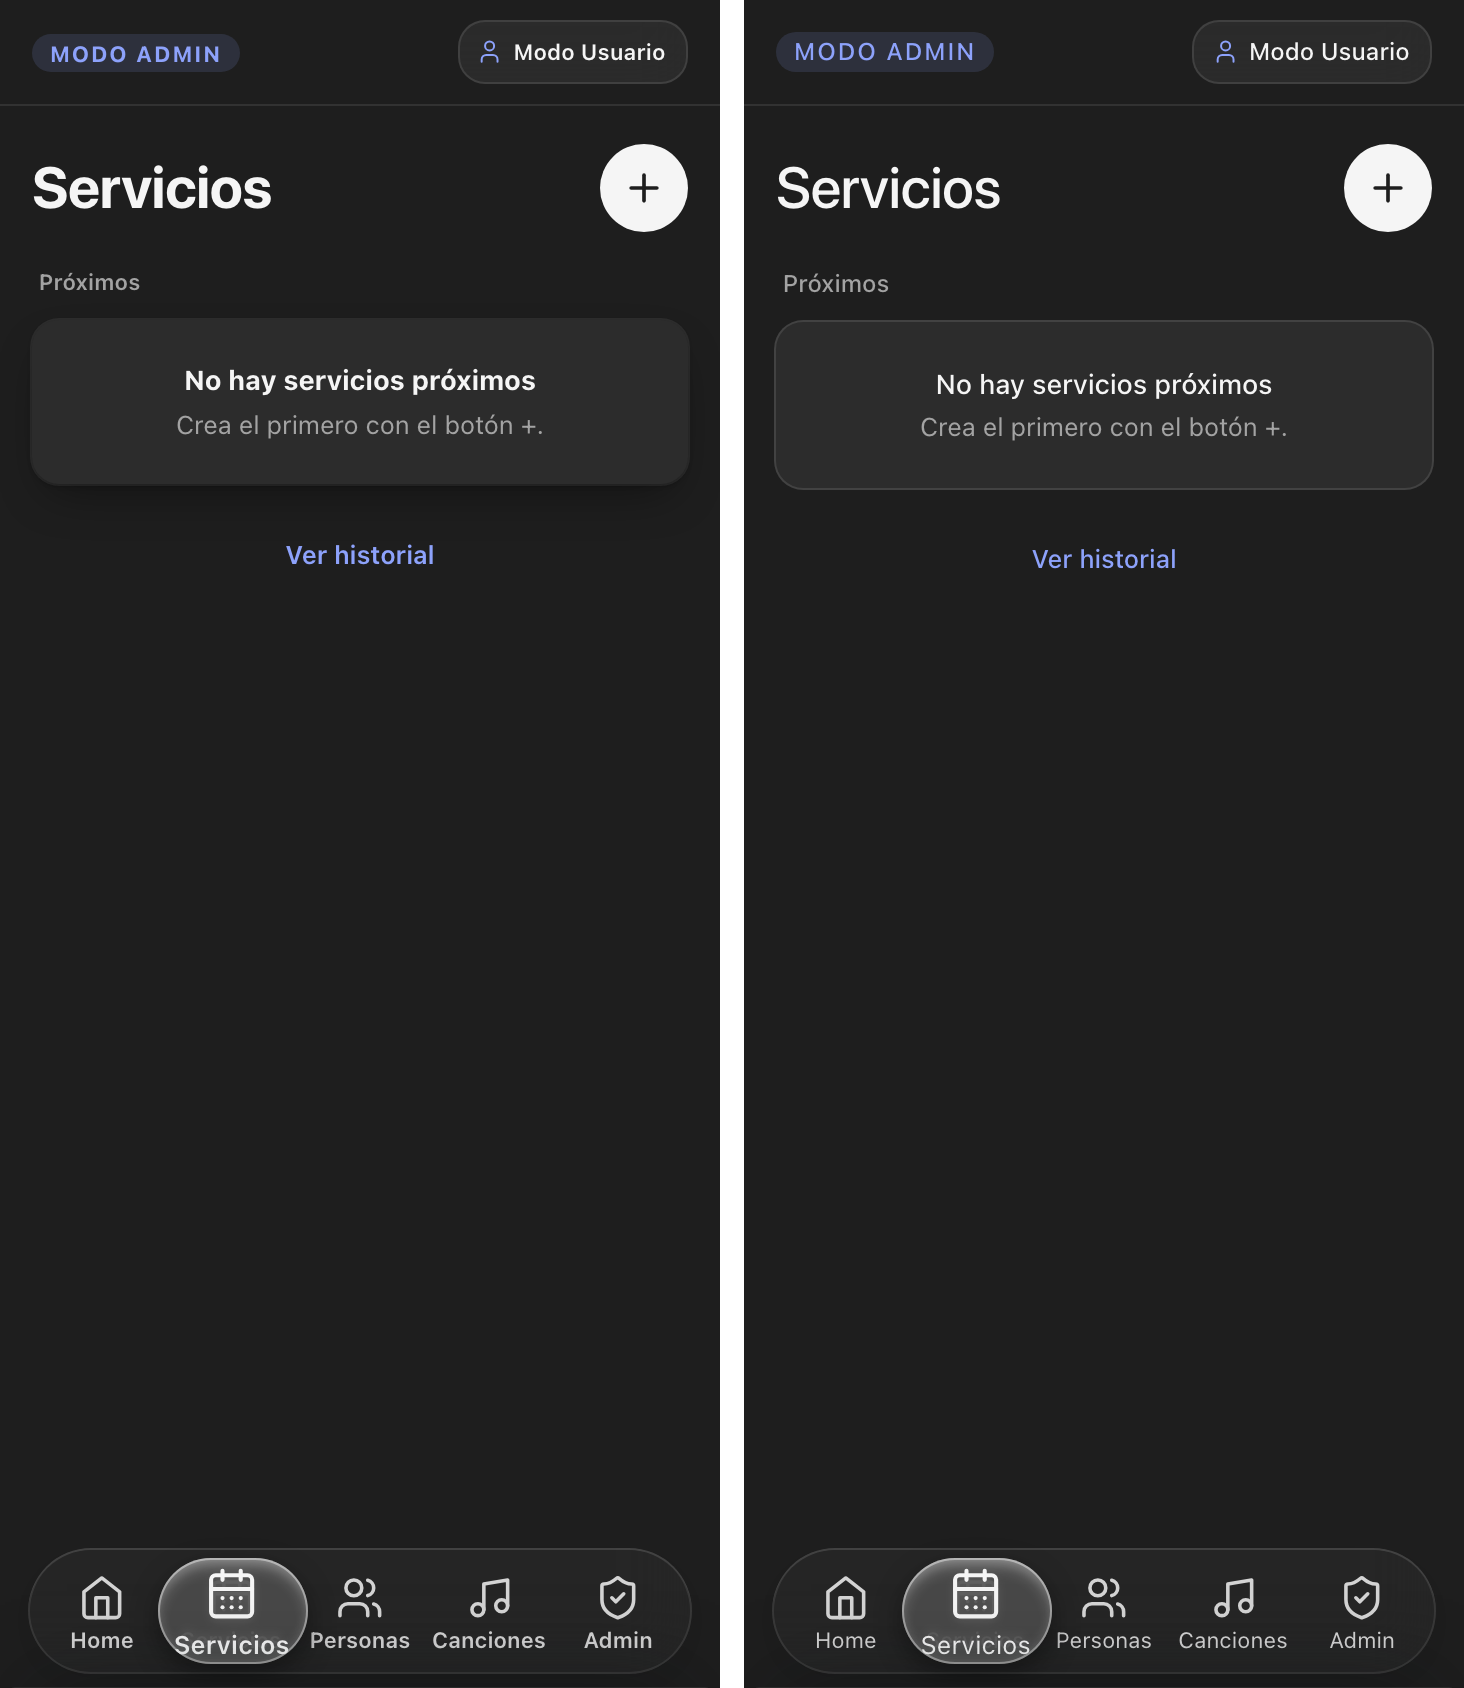 MODO ADMIN
Modo Usuario
Servicios
Próximos
No hay servicios próximos
Crea el primero con el botón +.
Ver historial
Home
Servicios
Personas
Canciones
Admin
MODO ADMIN
Modo Usuario
Servicios
Próximos
No hay servicios próximos
Crea el primero con el botón +.
Ver historial
Home
Servicios
Personas
Canciones
Admin